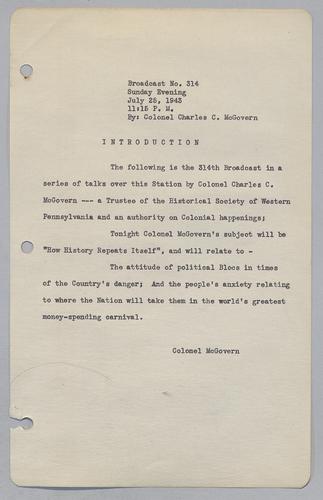 Broadcast No. 314
Sunday Evening
July 25, 1943
11:15 P. M.
By: Colonel Charles C. McGovern
INTRODUCTION
The following is the 314th Broadcast in a
series of talks over this Station by Colonel Charles C.
McGovern --- a Trustee of the Historical Society of Western
Pennsylvania and an authority on Colonial happenings;
Tonight Colonel McGovern's subject will be
"How History Repeats Itself", and will relate to -
The attitude of political Blocs in times
of the Country's danger; And the people's anxiety relating
to where the Nation will take them in the world's greatest
money-spending carnival.
Colonel McGovern